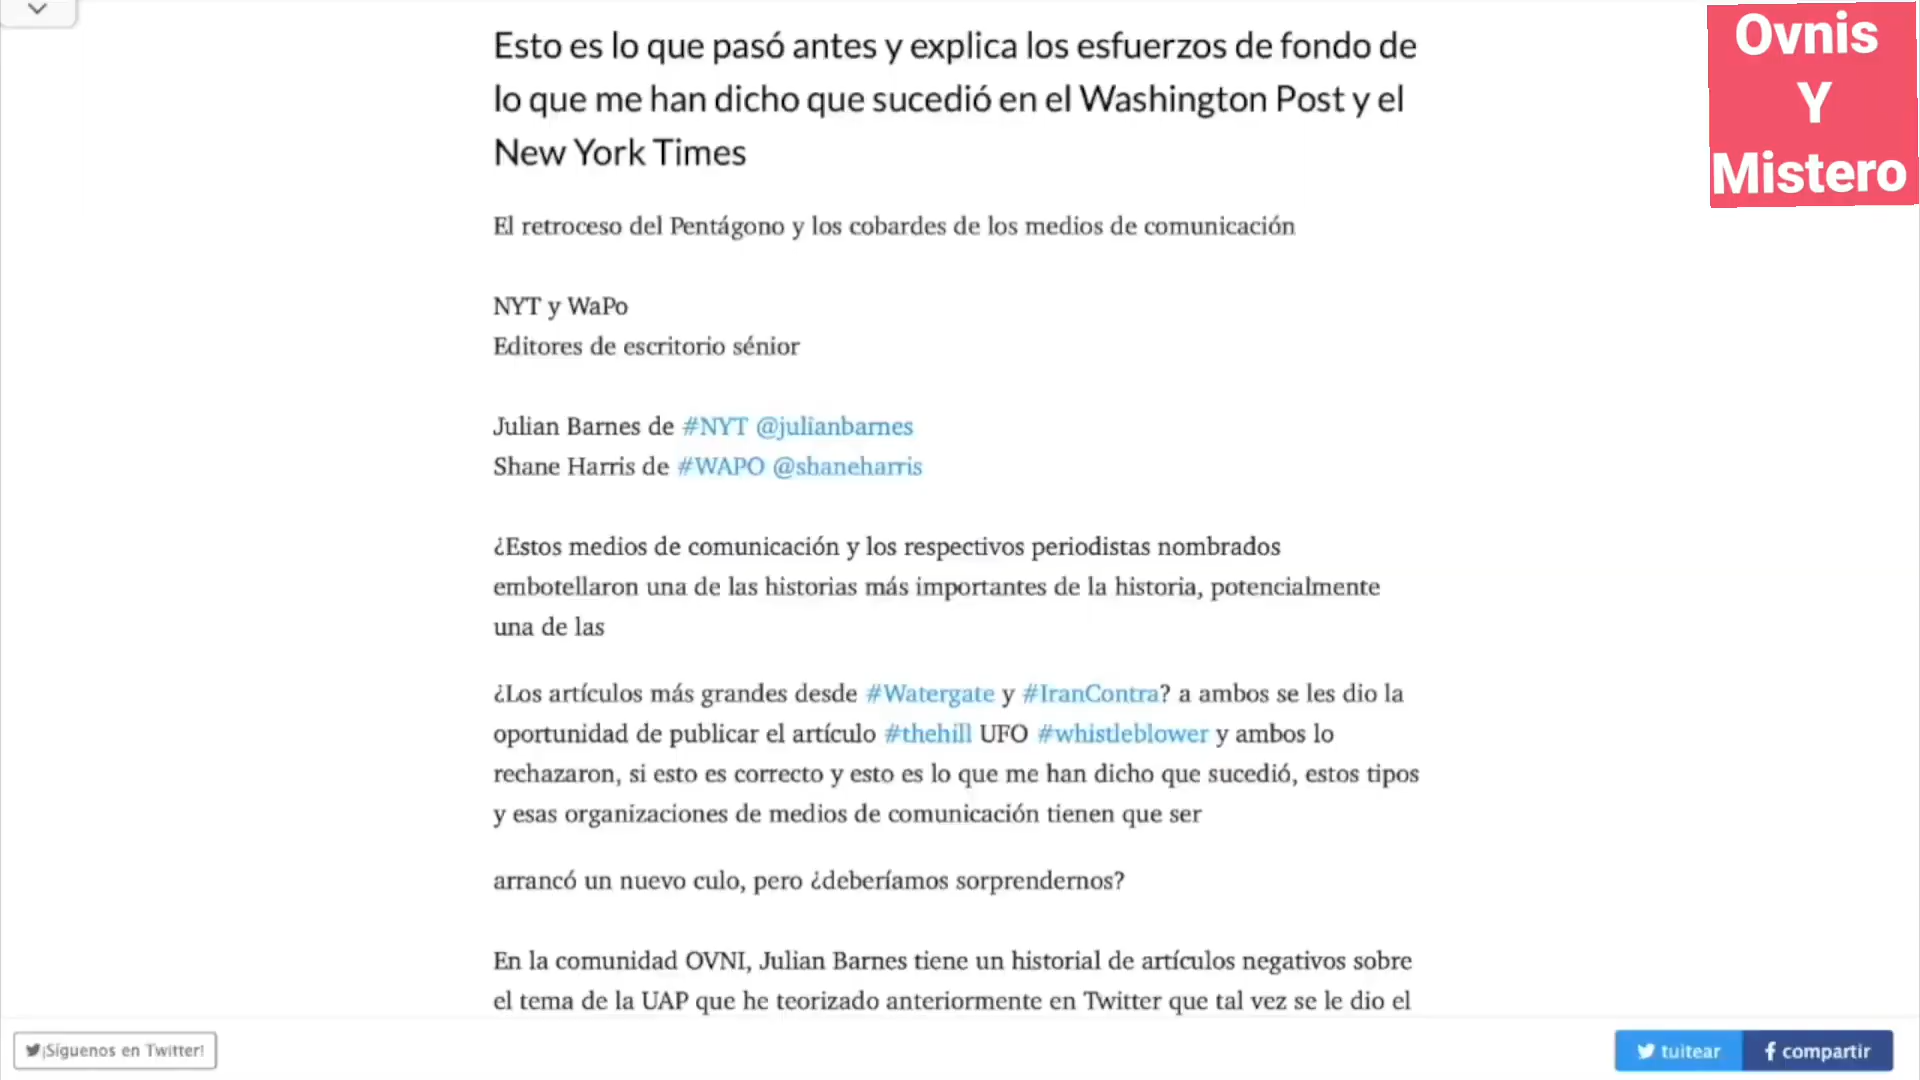 Ovnis
Y
Mistero
Esto es lo que pasó antes y explica los esfuerzos de fondo de
lo que me han dicho que sucedió en el Washington Post y el
New York Times
El retroceso del Pentágono y los cobardes de los medios de comunicación
NYT y WaPo
Editores de escritorio sénior
Julian Barnes de #NYT @julianbarnes
Shane Harris de #WAPO @shaneharris
¿Estos medios de comunicación y los respectivos periodistas nombrados
embotellaron una de las historias más importantes de la historia, potencialmente
una de las
¿Los artículos más grandes desde #Watergate y #IranContra? a ambos se les dio la
oportunidad de publicar el artículo #thehill UFO #whistleblower y ambos lo
rechazaron, si esto es correcto y esto es lo que me han dicho que sucedió, estos tipos
y esas organizaciones de medios de comunicación tienen que ser
arrancó un nuevo culo, pero ¿deberíamos sorprendernos?
En la comunidad OVNI, Julian Barnes tiene un historial de artículos negativos sobre
el tema de la UAP que he teorizado anteriormente en Twitter que tal vez se le dio el
¡Síguenos en Twitter!
tuitear
compartir